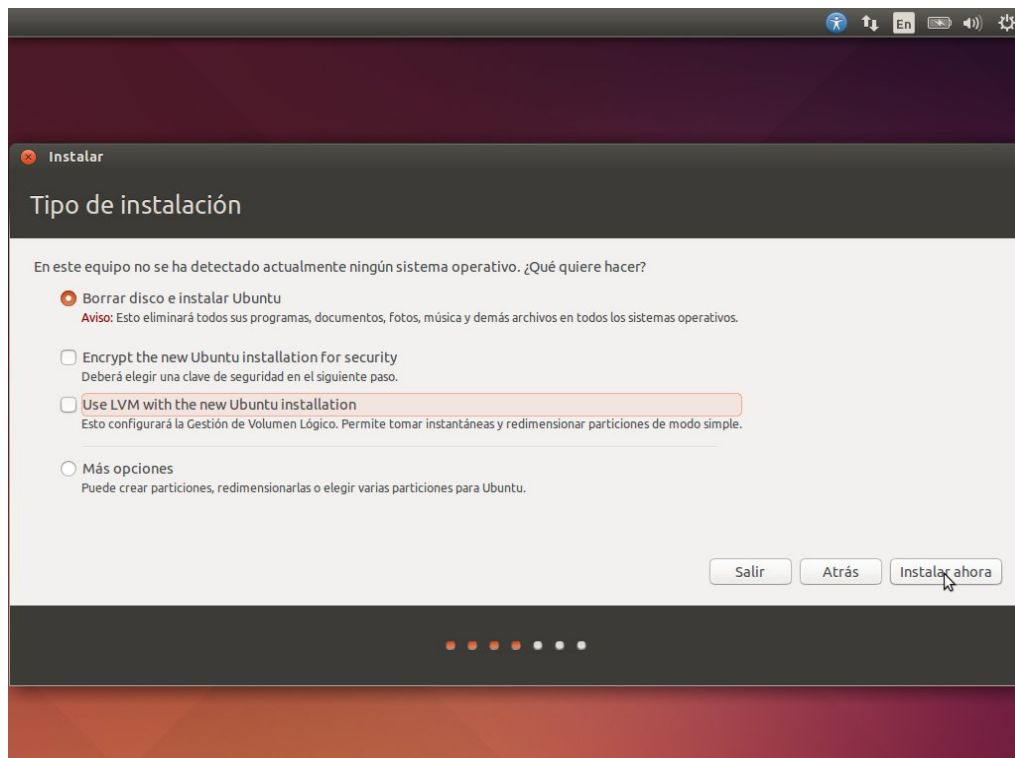 En
Instalar
Tipo de instalación
En este equipo no se ha detectado actualmente ningún sistema operativo. ¿Qué quiere hacer?
Borrar disco e instalar Ubuntu
Aviso: Esto eliminará todos sus programas, documentos, fotos, música y demás archivos en todos los sistemas operativos.
Encrypt the new Ubuntu installation for security
Deberá elegir una clave de seguridad en el siguiente paso.
Use LVM with the new Ubuntu installation
Esto configurará la Gestión de Volumen Lógico. Permite tomar instantáneas y redimensionar particiones de modo simple.
Más opciones
Puede crear particiones, redimensionarlas o elegir varias particiones para Ubuntu.
Salir Atrás Instalar ahora